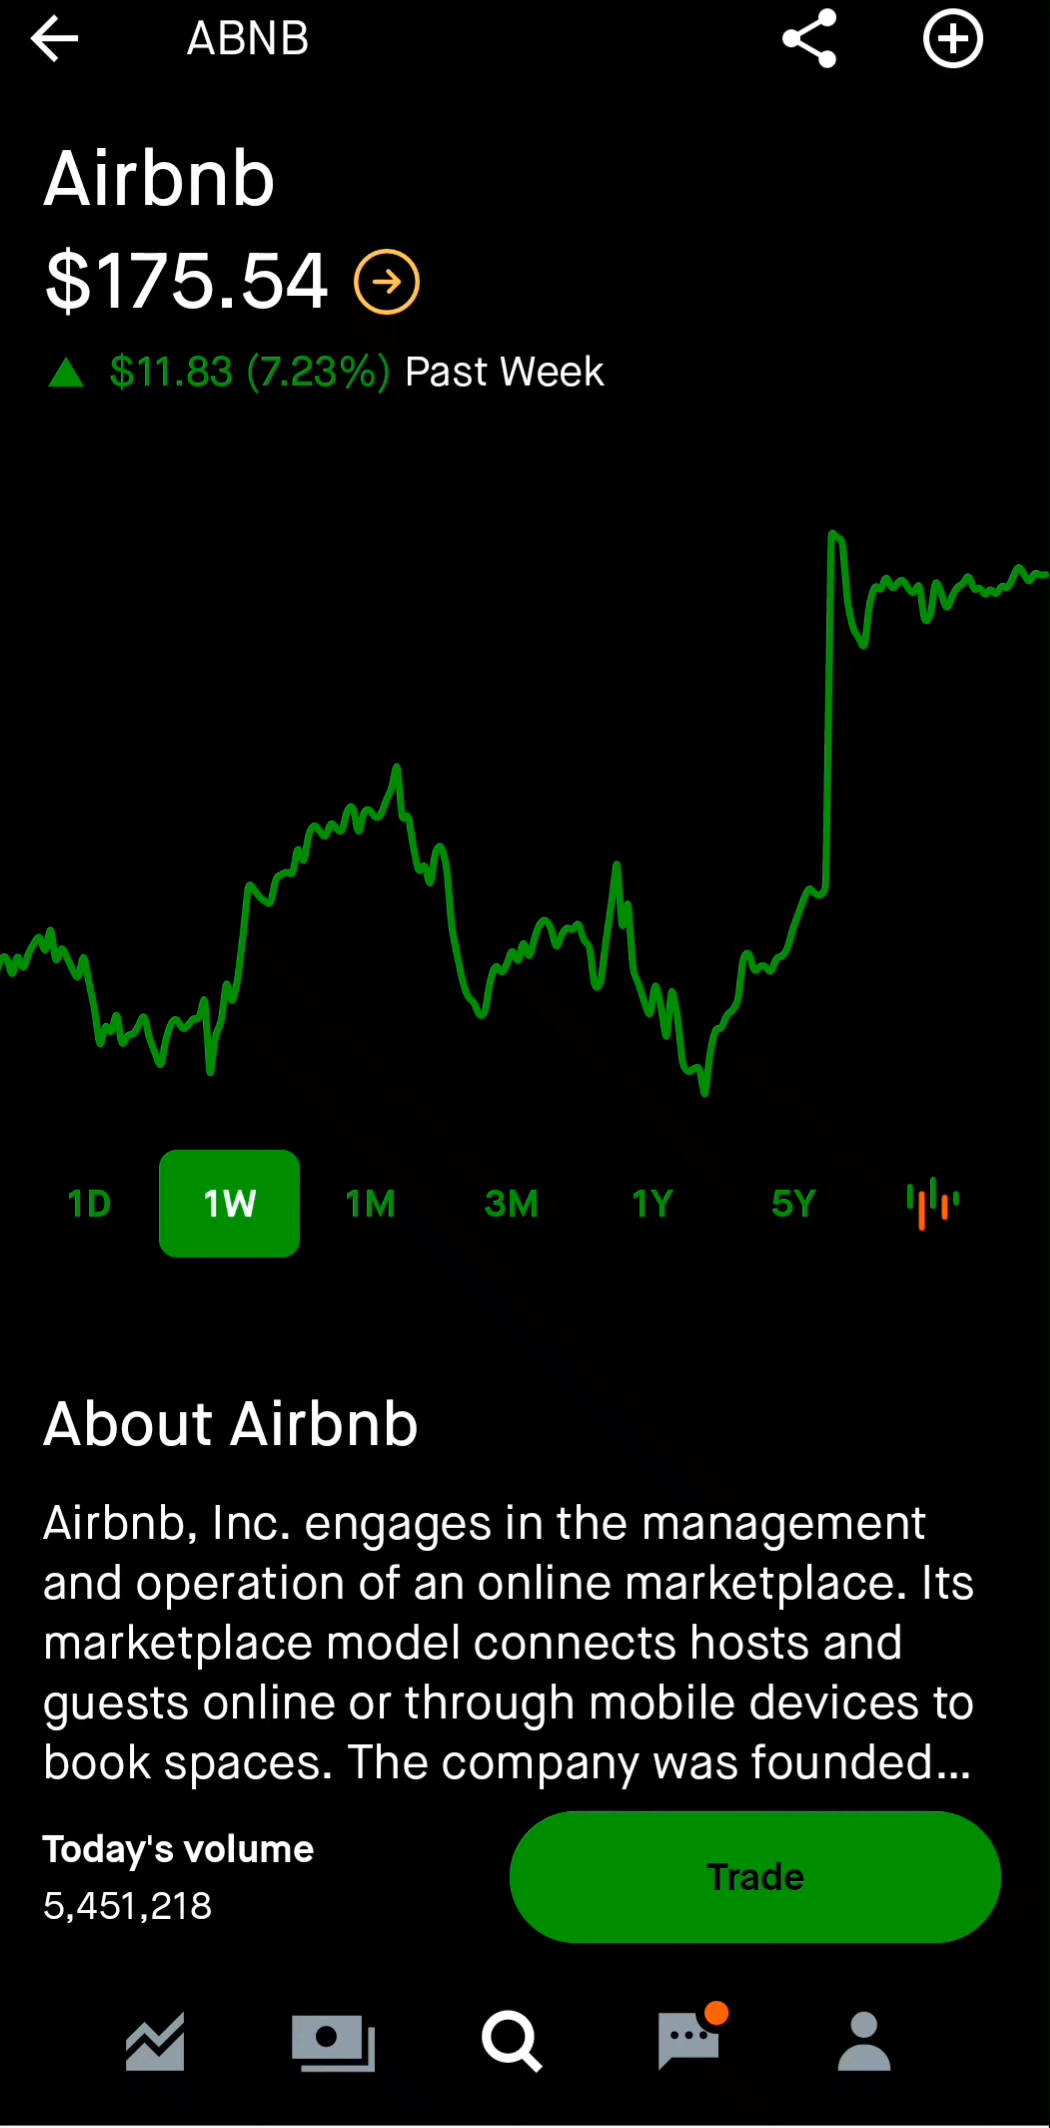 ABNB
Airbnb
$175.54
$11.83 (7.23%) Past Week
1D 1W 1M 3M 1Y 5Y
About Airbnb
Airbnb, Inc. engages in the management
and operation of an online marketplace. Its
marketplace model connects hosts and
guests online or through mobile devices to
book spaces. The company was founded...
Today's volume
5,451,218
Trade